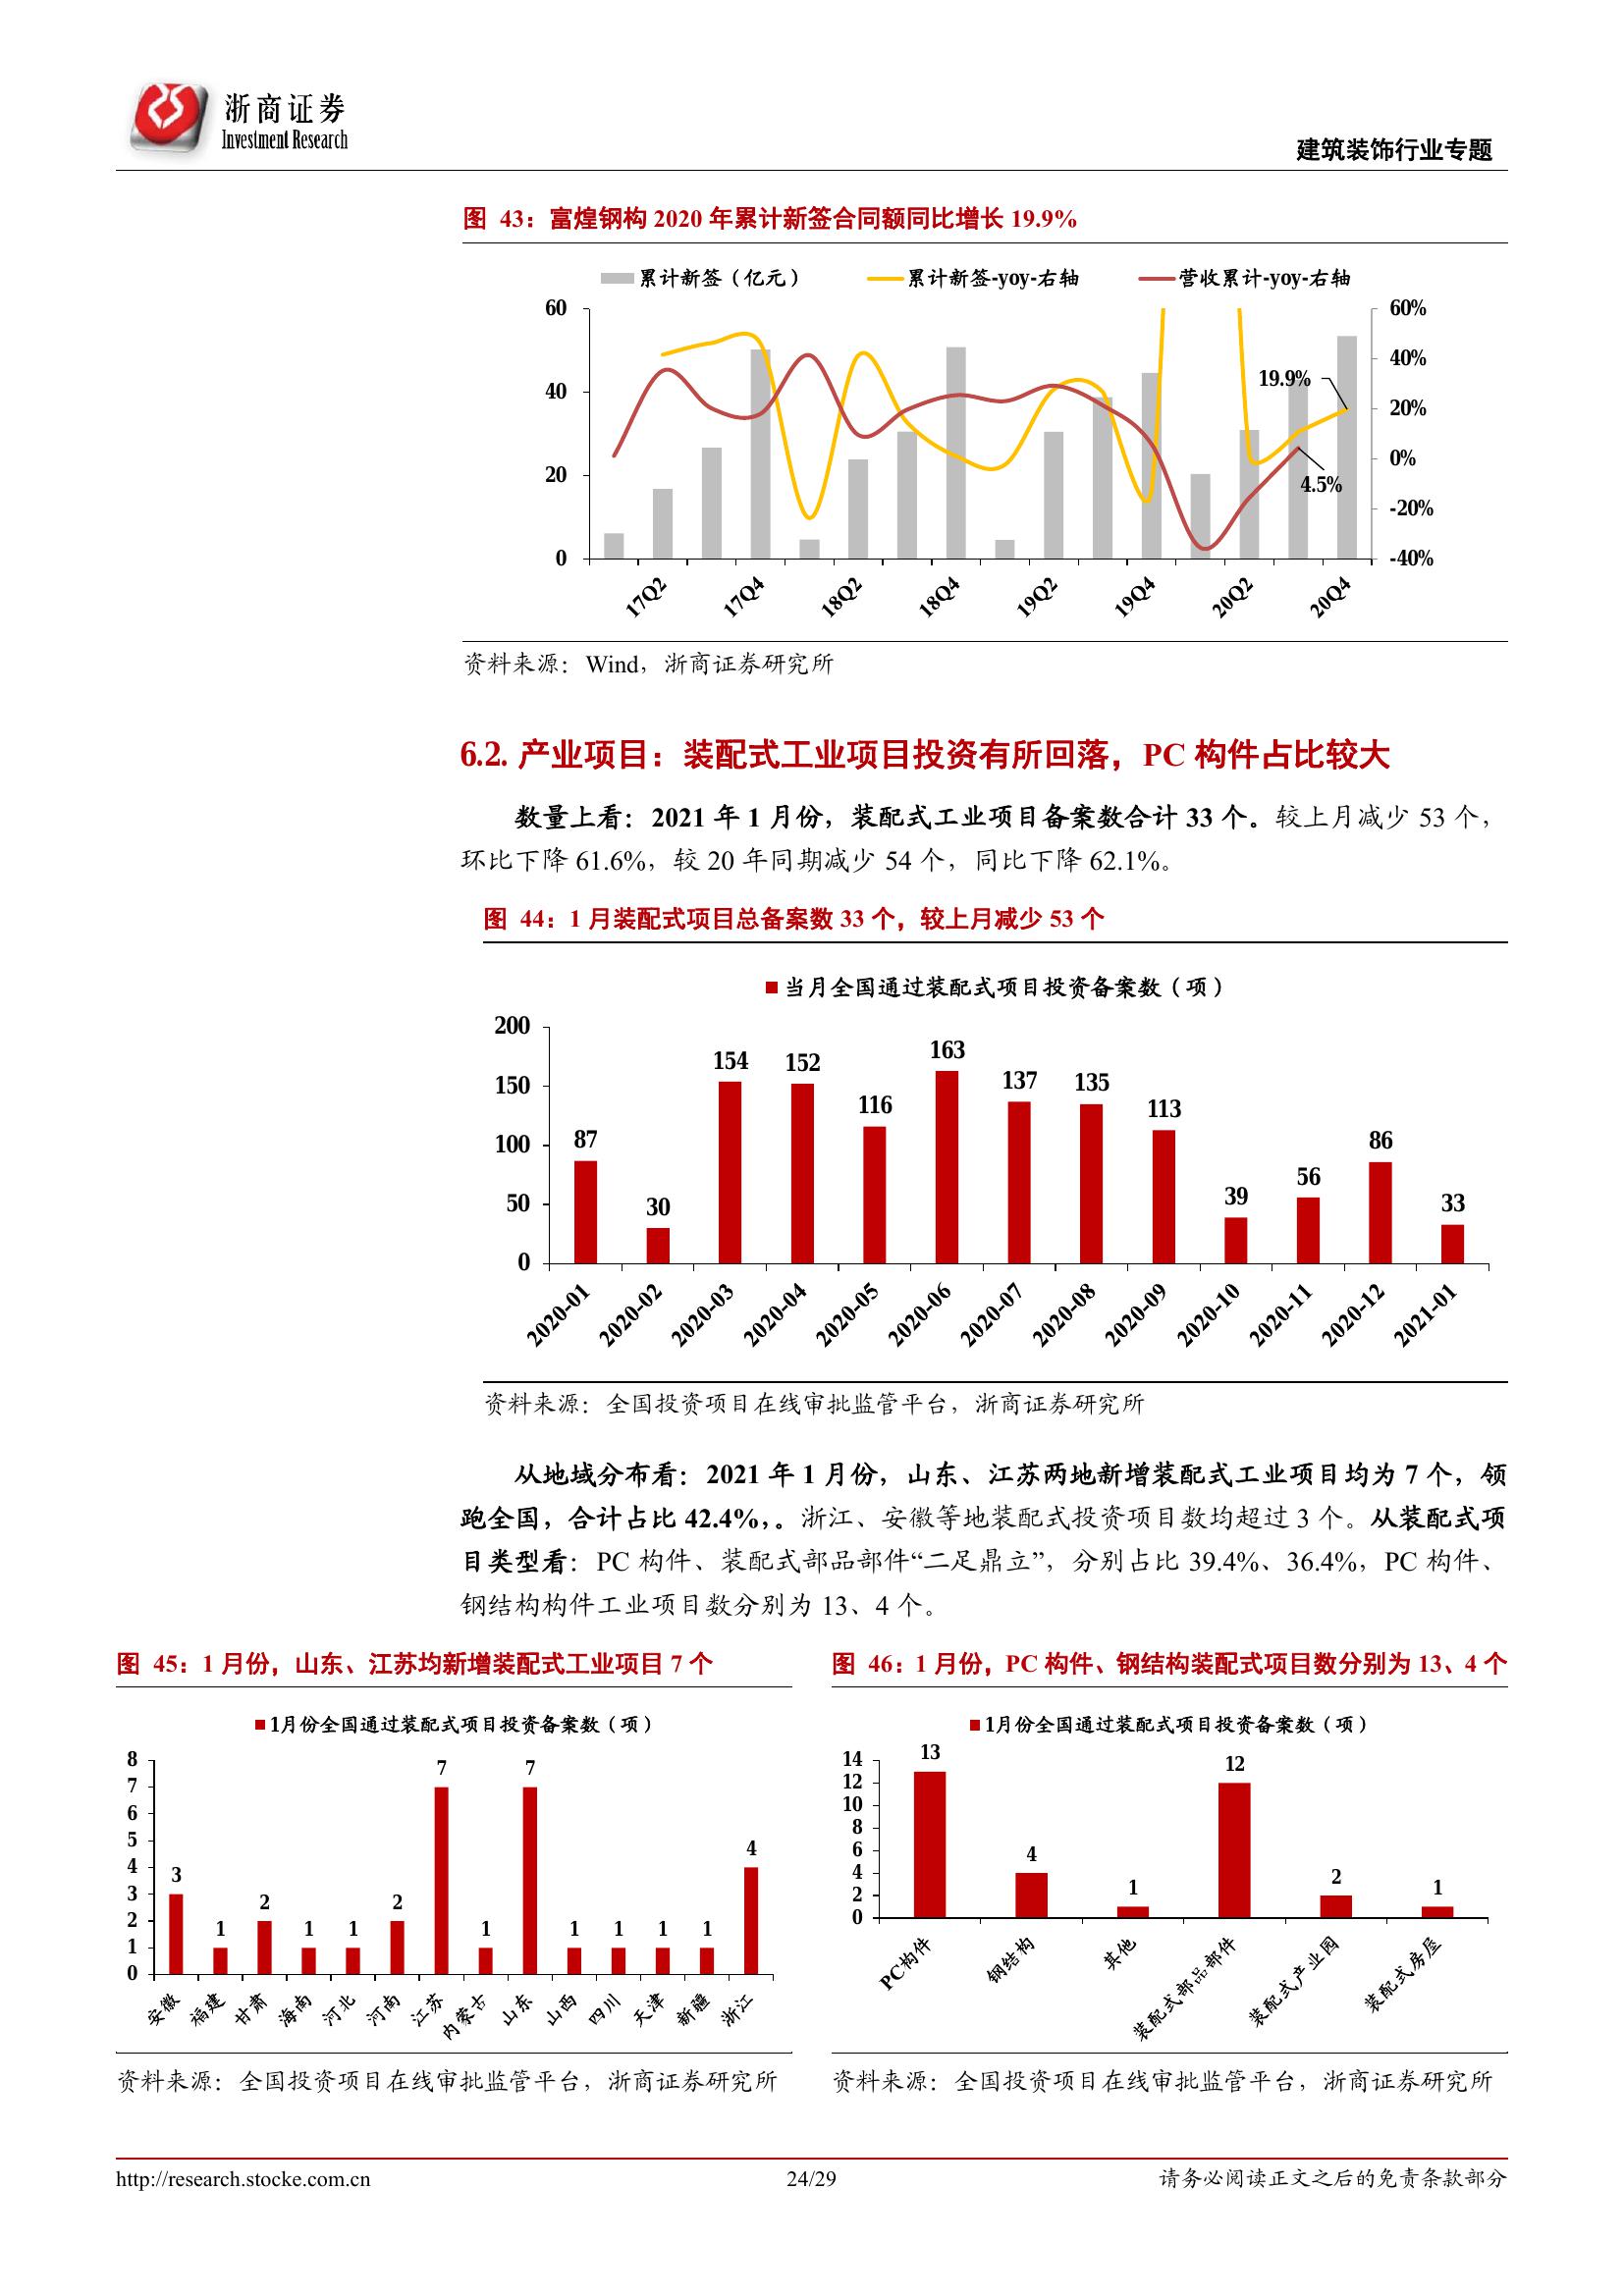 浙商证券
Investment Research
建筑装饰行业专题
图 43：富煌钢构 2020 年累计新签合同额同比增长 19.9%
累计新签（亿元） 累计新签-yoy-右轴 营收累计-yoy-右轴
60
40
20
0
60%
40%
20%
0%
-20%
-40%
19.9%
4.5%
17Q2 17Q4 18Q2 18Q4 19Q2 19Q4 20Q2 20Q4
资料来源：Wind，浙商证券研究所
6.2. 产业项目：装配式工业项目投资有所回落，PC 构件占比较大
数量上看：2021 年 1 月份，装配式工业项目备案数合计 33 个。较上月减少 53 个，
环比下降 61.6%，较 20 年同期减少 54 个，同比下降 62.1%。
图 44：1 月装配式项目总备案数 33 个，较上月减少 53 个
当月全国通过装配式项目投资备案数（项）
200
150
100
50
0
87 30 154 152 116 163 137 135 113 39 56 86 33
2020-01 2020-02 2020-03 2020-04 2020-05 2020-06 2020-07 2020-08 2020-09 2020-10 2020-11 2020-12 2021-01
资料来源：全国投资项目在线审批监管平台，浙商证券研究所
从地域分布看：2021 年 1 月份，山东、江苏两地新增装配式工业项目均为 7 个，领
跑全国，合计占比 42.4%，。浙江、安徽等地装配式投资项目数均超过 3 个。从装配式项
目类型看：PC 构件、装配式部品部件“二足鼎立”，分别占比 39.4%、36.4%，PC 构件、
钢结构构件工业项目数分别为 13、4 个。
图 45：1 月份，山东、江苏均新增装配式工业项目 7 个
1月份全国通过装配式项目投资备案数（项）
8
7
6
5
4
3
2
1
0
3 1 2 1 1 2 7 1 7 1 1 1 1 4
安徽 福建 甘肃 海南 河北 河南 江苏 内蒙古 山东 山西 四川 天津 新疆 浙江
资料来源：全国投资项目在线审批监管平台，浙商证券研究所
图 46：1 月份，PC 构件、钢结构装配式项目数分别为 13、4 个
1月份全国通过装配式项目投资备案数（项）
14
12
10
8
6
4
2
0
13 4 1 12 2 1
PC构件 钢结构 其他 装配式部品部件 装配式产业园 装配式房屋
资料来源：全国投资项目在线审批监管平台，浙商证券研究所
http://research.stocke.com.cn 24/29 请务必阅读正文之后的免责条款部分